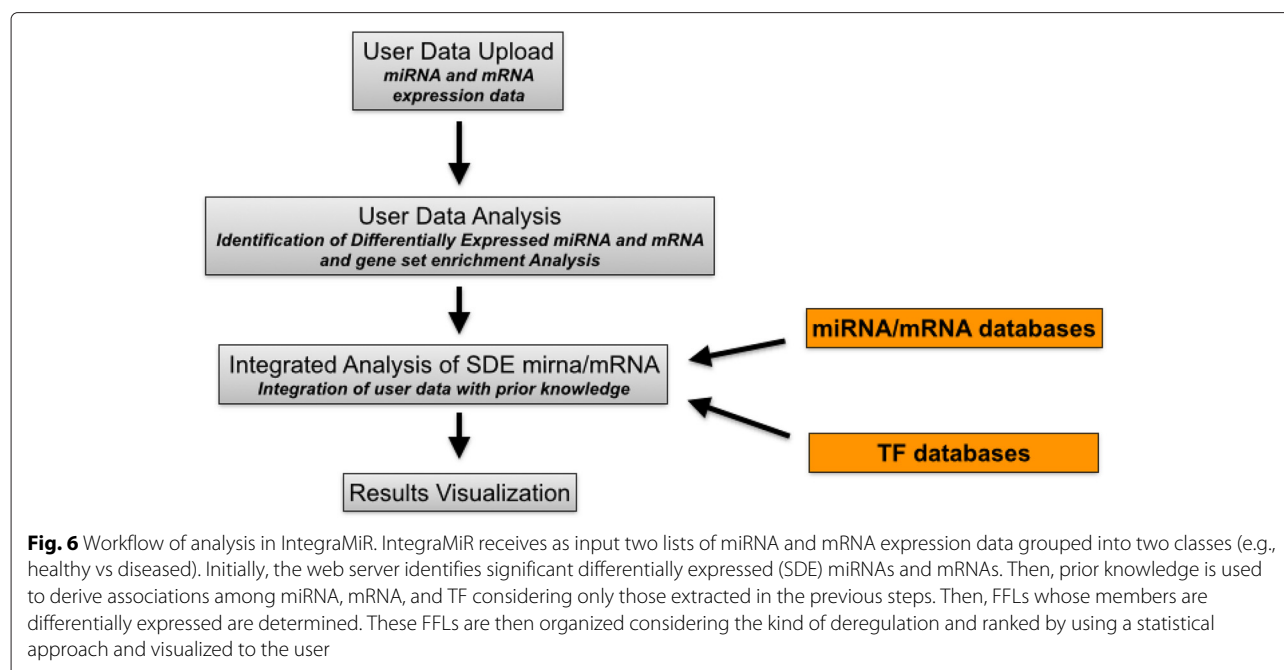 User Data Upload
miRNA and mRNA
expression data
User Data Analysis
Identification of Differentially Expressed miRNA and mRNA
and gene set enrichment Analysis
miRNA/mRNA databases
Integrated Analysis of SDE mirna/mRNA
Integration of user data with prior knowledge
TF databases
Results Visualization
Fig. 6 Workflow of analysis in IntegraMiR. IntegraMiR receives as input two lists of miRNA and mRNA expression data grouped into two classes (e.g.,
healthy vs diseased). Initially, the web server identifies significant differentially expressed (SDE) miRNAs and mRNAs. Then, prior knowledge is used
to derive associations among miRNA, mRNA, and TF considering only those extracted in the previous steps. Then, FFLs whose members are
differentially expressed are determined. These FFLs are then organized considering the kind of deregulation and ranked by using a statistical
approach and visualized to the user